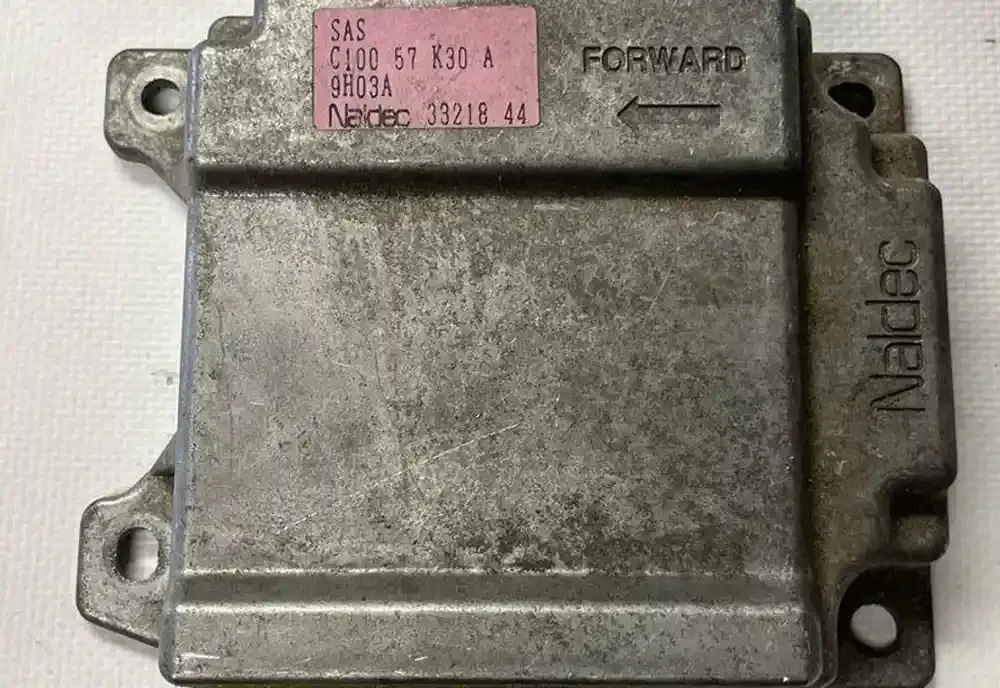 SAS
C100 57 K30 A
9H03A
Naldec 33218 44
FORWARD
Naldec